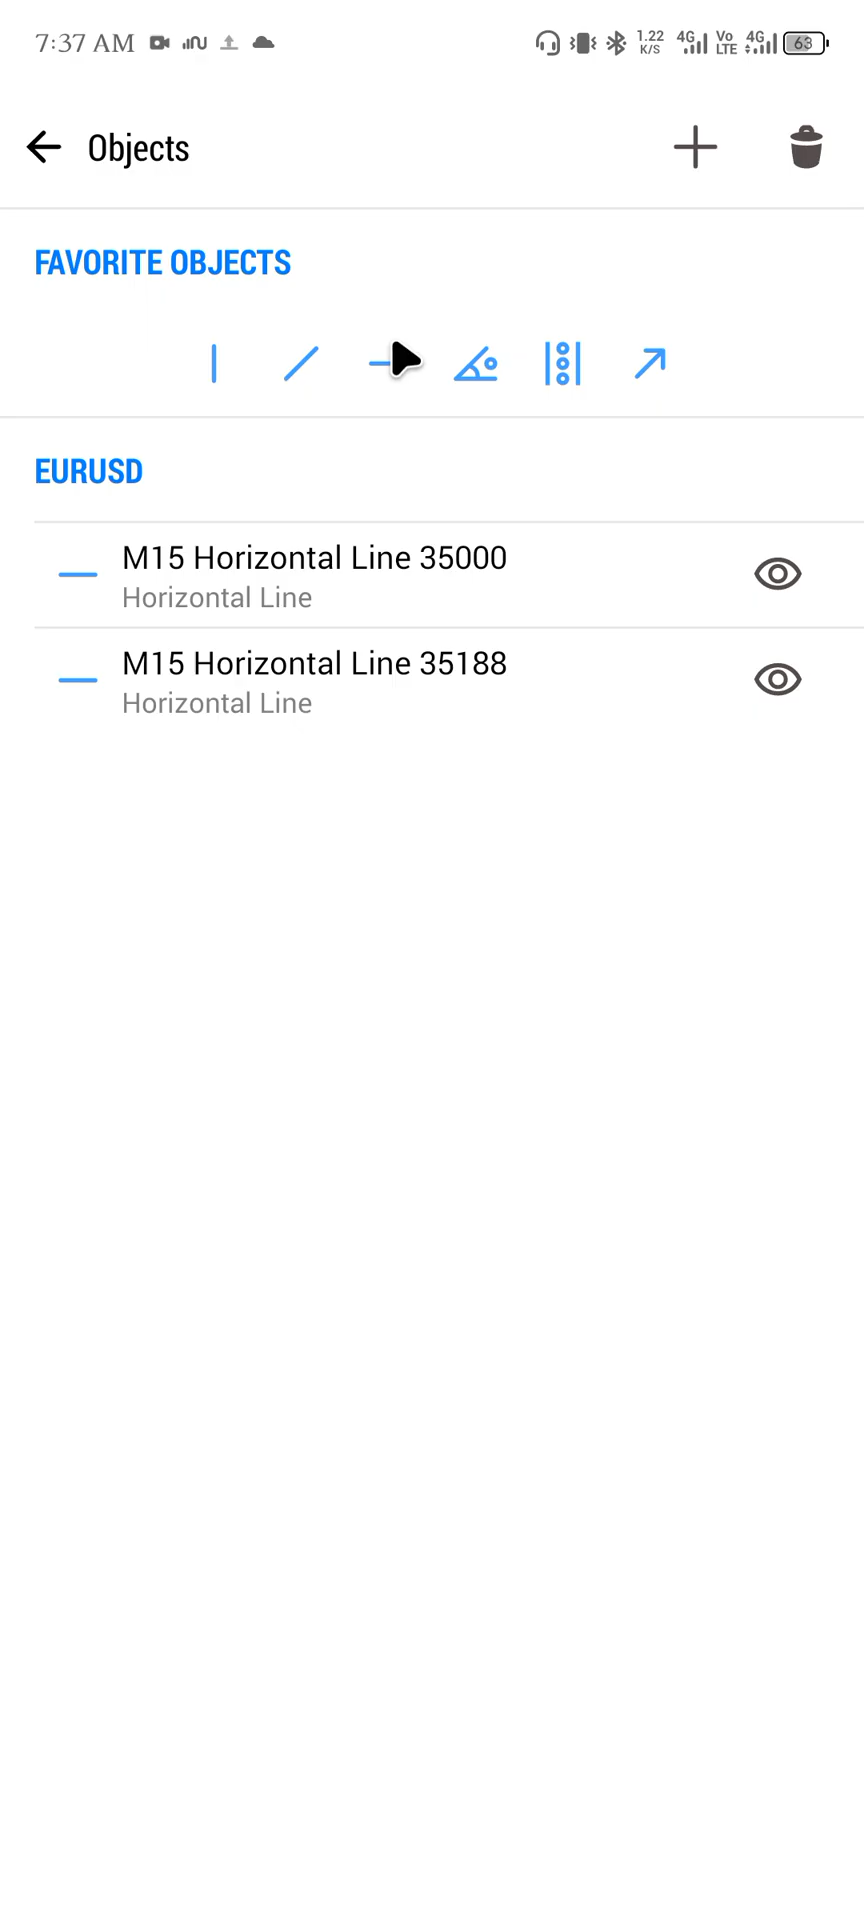 7:37 AM 1.22 K/S 4G Vo LTE 4G 63
Objects
FAVORITE OBJECTS
EURUSD
M15 Horizontal Line 35000
Horizontal Line
M15 Horizontal Line 35188
Horizontal Line